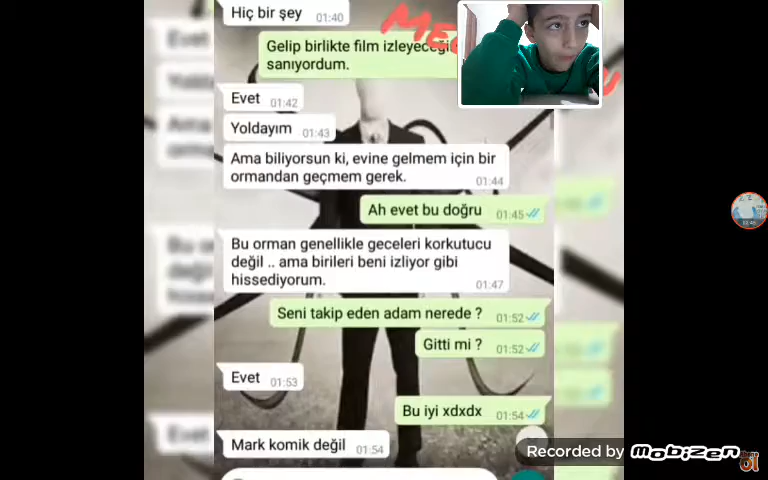 Hiç bir şey 01:40
Gelip birlikte film
sanıyordum.
Evet 01:42
Yoldayım 01:43
Ama biliyorsun ki, evine gelmem için bir
ormandan geçmem gerek. 01:44
Ah evet bu doğru 01:45
Bu orman genellikle geceleri korkutucu
değil .. ama birileri beni izliyor gibi
hissediyorum. 01:47
Seni takip eden adam nerede ? 01:52
Gitti mi ? 01:52
Evet 01:53
Bu iyi xdxdx 01:54
Mark komik değil 01:54
Recorded by Mobizen